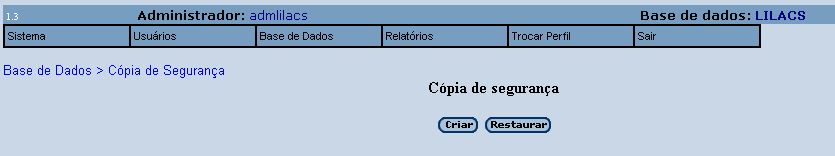 1.3 Administrador: admlilacs Base de dados: LILACS
Sistema Usuários Base de Dados Relatórios Trocar Perfil Sair
Base de Dados > Cópia de Segurança
Cópia de segurança
Criar Restaurar